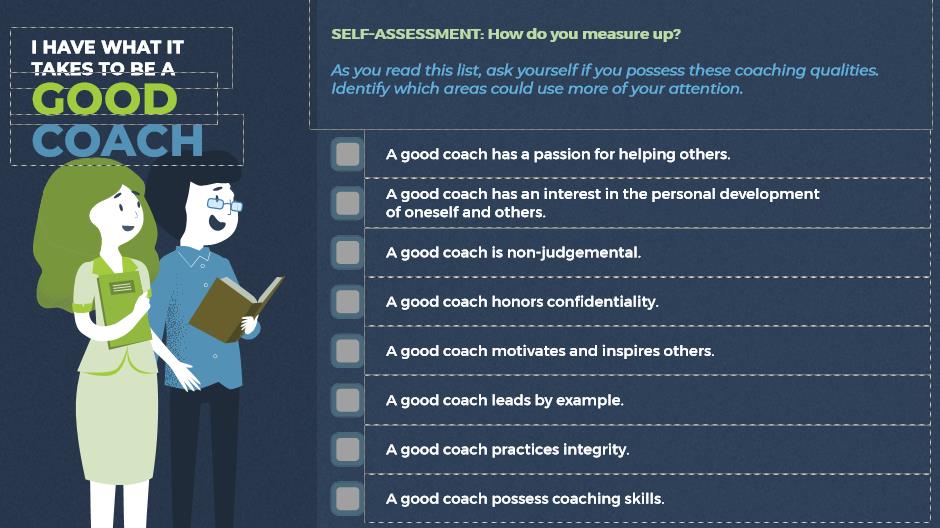 I HAVE WHAT IT
TAKES TO BE A
GOOD
COACH
SELF-ASSESSMENT: How do you measure up?
As you read this list, ask yourself if you possess these coaching qualities.
Identify which areas could use more of your attention.
A good coach has a passion for helping others.
A good coach has an interest in the personal development
of oneself and others.
A good coach is non-judgemental.
A good coach honors confidentiality.
A good coach motivates and inspires others.
A good coach leads by example.
A good coach practices integrity.
A good coach possess coaching skills.